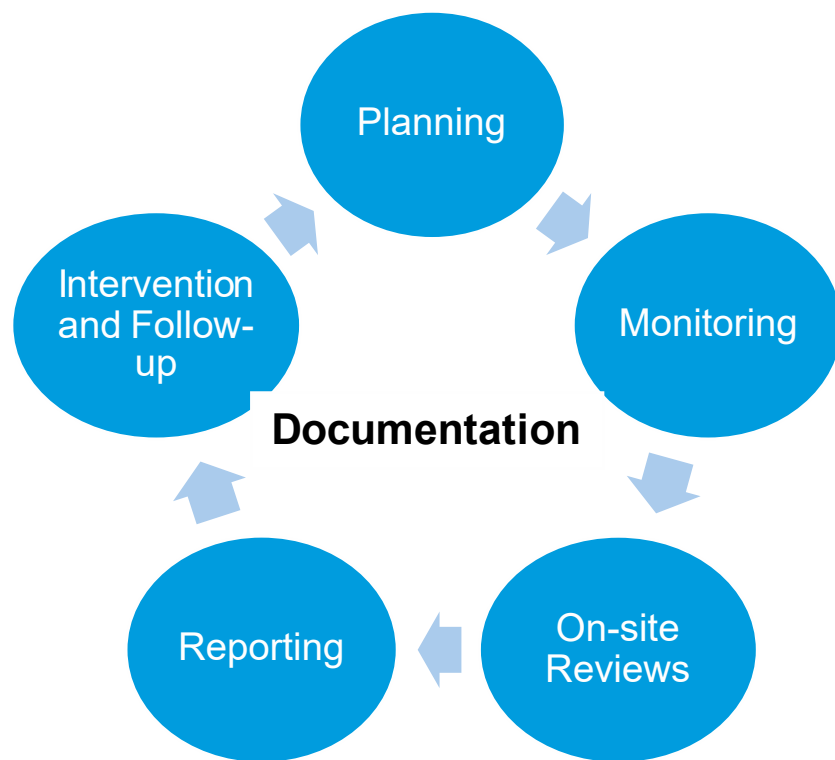 Planning
Monitoring
On-site
Reviews
Reporting
Intervention
and Follow-
up
Documentation